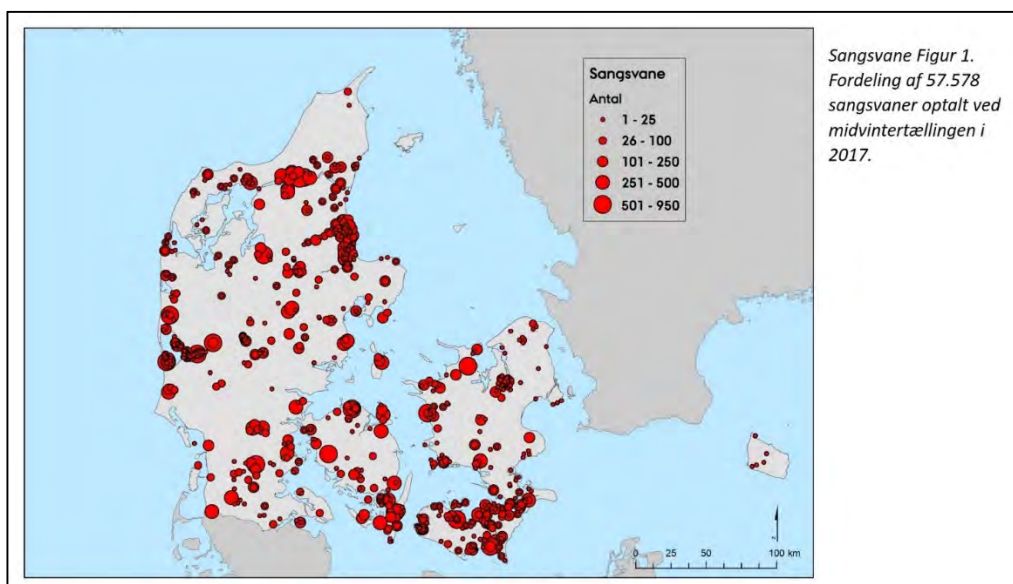 Sangsvane Figur 1.
Fordeling af 57.578
sangsvaner optalt ved
midvintertællingen i
2017.
Sangsvane
Antal
1 - 25
26 - 100
101 - 250
251 - 500
501 - 950
0 25 50 100 km